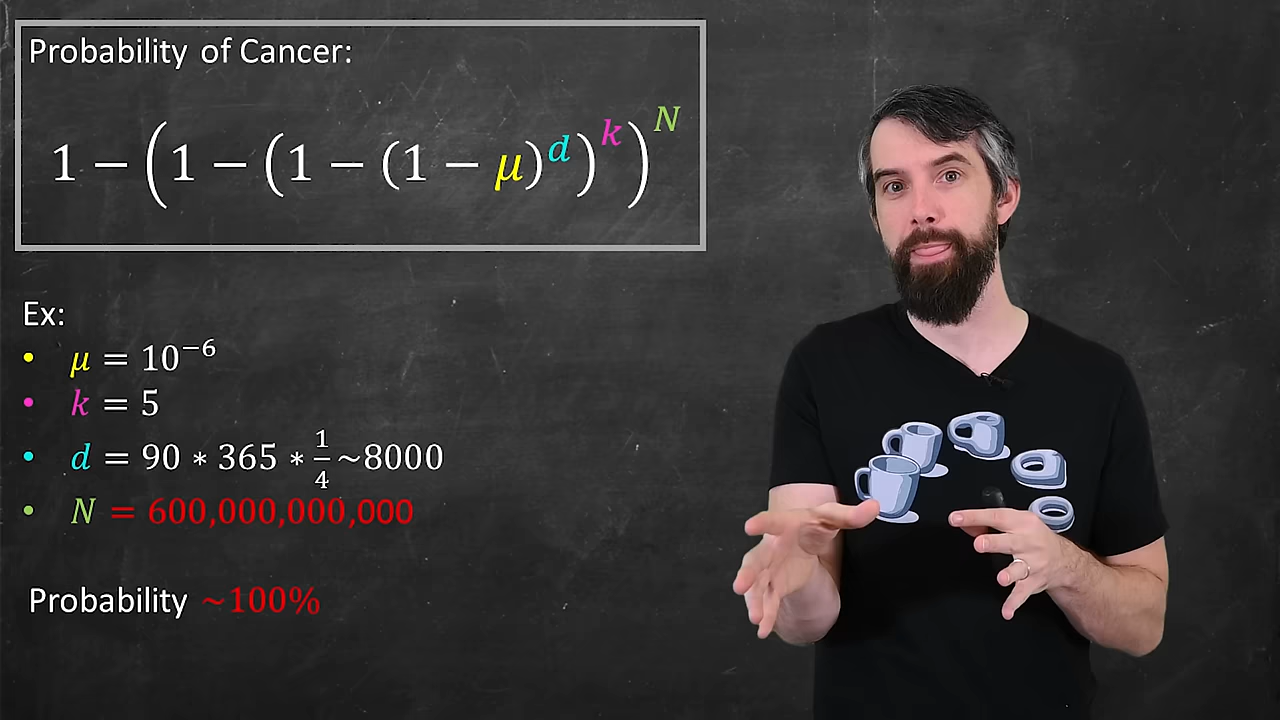 Probability of Cancer:
1 − (1 − (1 − (1 − μ)^d)^k)^N
Ex:
• μ = 10^−6
• k = 5
• d = 90 * 365 * 1/4 ~8000
• N = 600,000,000,000
Probability ~100%